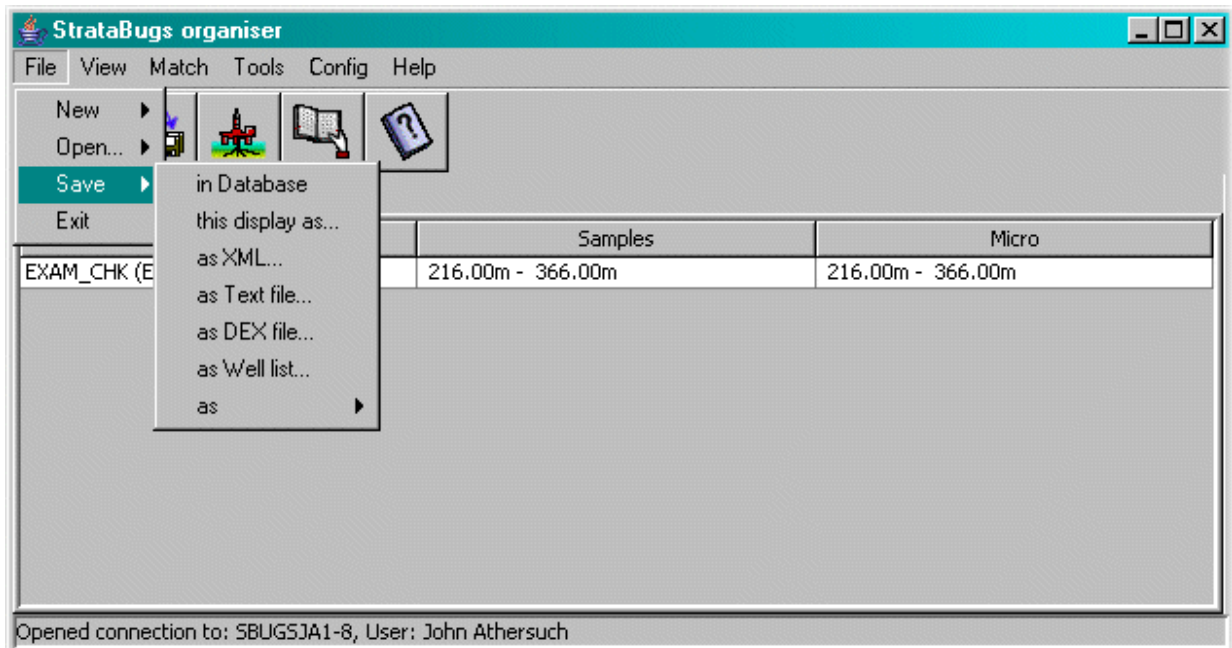 StrataBugs organiser
File View Match Tools Config Help
New
Open...
Save
Exit
in Database
this display as...
as XML...
as Text file...
as DEX file...
as Well list...
as
Samples Micro
EXAM_CHK (E 216.00m - 366.00m 216.00m - 366.00m
Opened connection to: SBUGSJA1-8, User: John Athersuch